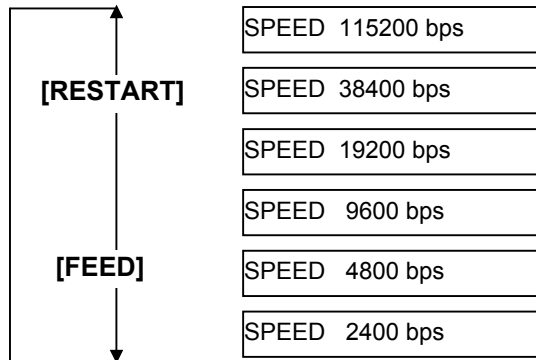 SPEED 115200 bps
[RESTART]
SPEED 38400 bps
SPEED 19200 bps
SPEED 9600 bps
[FEED]
SPEED 4800 bps
SPEED 2400 bps